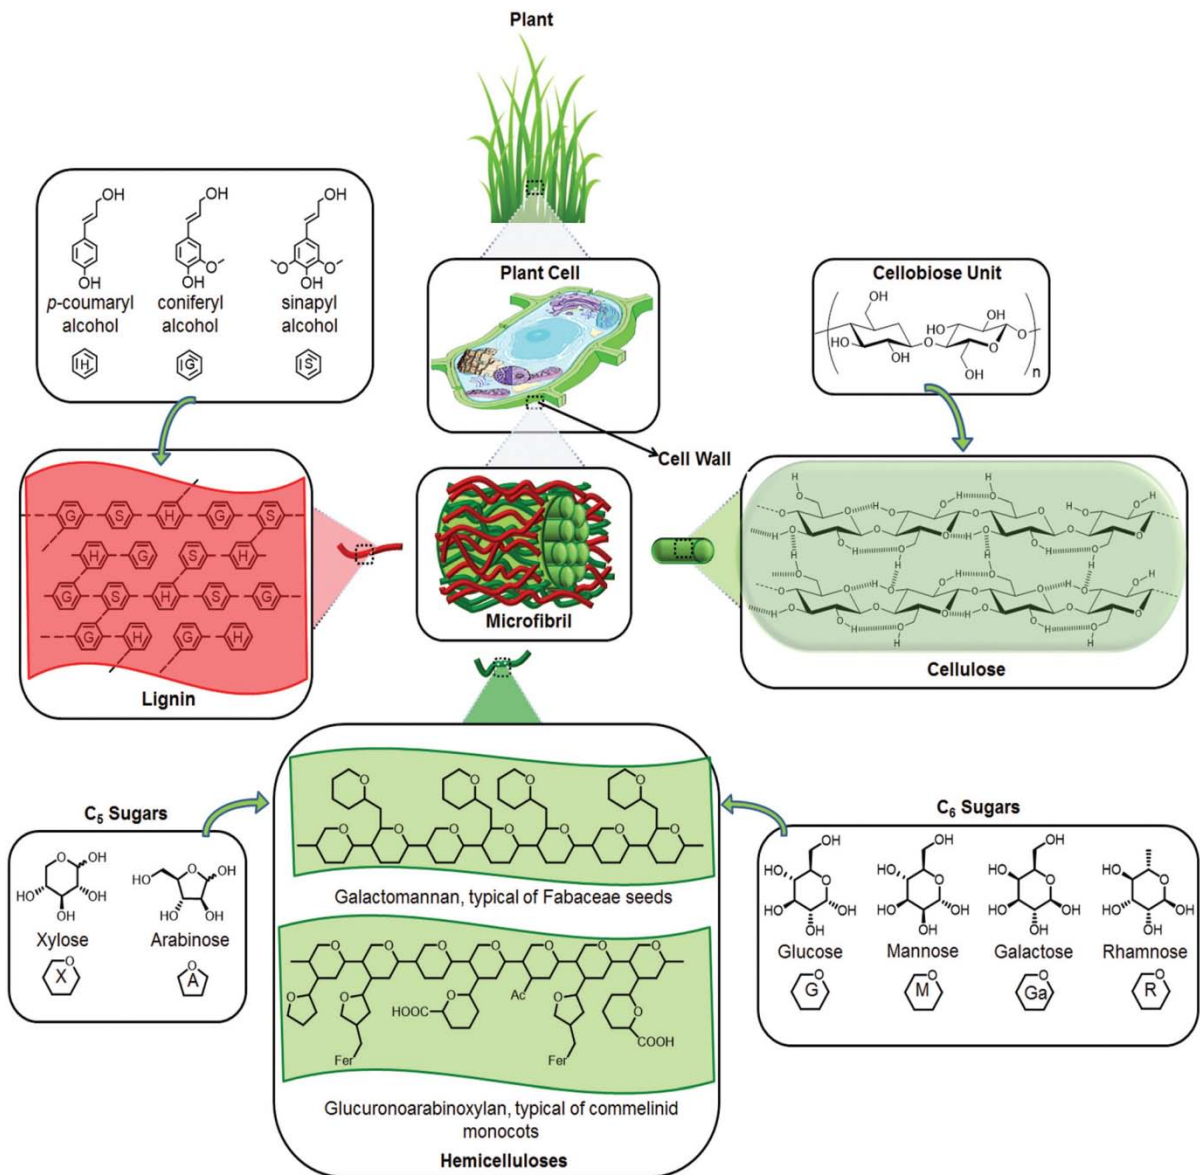 Plant
OH
OH
OH
O
O
O
OH
OH
OH
p-coumaryl
alcohol
coniferyl
alcohol
sinapyl
alcohol
H
G
S
Plant Cell
Cell Wall
Cellobiose Unit
OH
OH
HO
O
HO
O
O
HO
OH
O
OH
n
Microfibril
G S H G S
H G S H
G S H S G
G H G H
Lignin
Cellulose
C5 Sugars
O OH
HO OH
OH
Xylose
X
HO O OH
HO OH
Arabinose
A
O O O O
O O O O O O O
Galactomannan, typical of Fabaceae seeds
O O O O O O O
O O O Ac O O
HOOC
COOH
Fer Fer
Glucuronoarabinoxylan, typical of commelinid
monocots
Hemicelluloses
C6 Sugars
OH
HO O
HO OH
OH
Glucose
G
OH
HO O
HO OH
OH
Mannose
M
OH
HO O
HO OH
OH
Galactose
Ga
HO O
HO OH
OH
Rhamnose
R